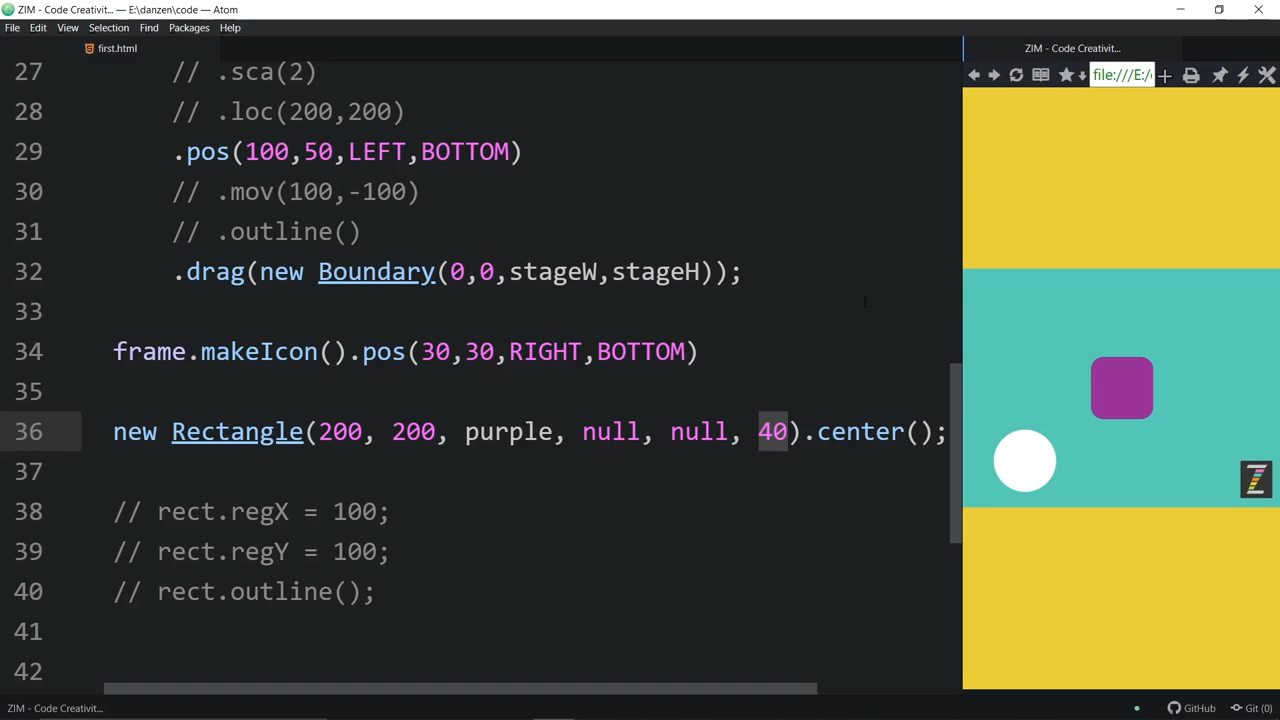 ZIM - Code Creativit... — E:\danzen\code — Atom
File Edit View Selection Find Packages Help
first.html
ZIM - Code Creativit...
file:///E:/
27 // .sca(2)
28 // .loc(200,200)
29 .pos(100,50,LEFT,BOTTOM)
30 // .mov(100,-100)
31 // .outline()
32 .drag(new Boundary(0,0,stageW,stageH));
33
34 frame.makeIcon().pos(30,30,RIGHT,BOTTOM)
35
36 new Rectangle(200, 200, purple, null, null, 40).center();
37
38 // rect.regX = 100;
39 // rect.regY = 100;
40 // rect.outline();
41
42
Z
ZIM - Code Creativit...
GitHub Git (0)